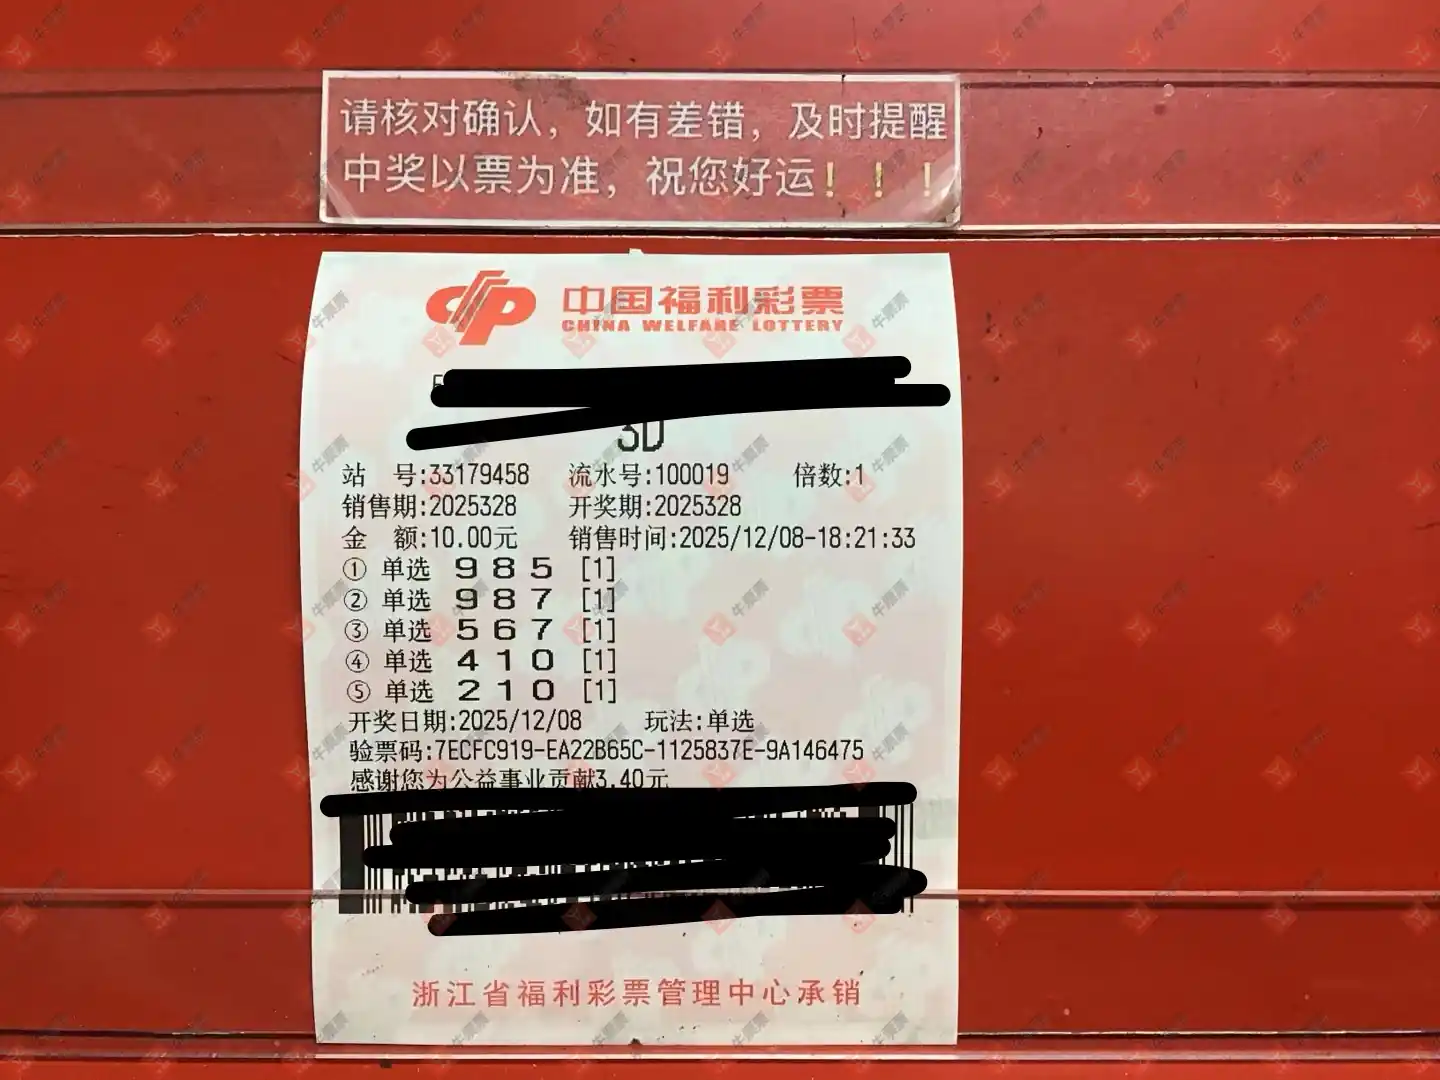 请核对确认，如有差错，及时提醒
中奖以票为准，祝您好运！！！
中国福利彩票
CHINA WELFARE LOTTERY
3D
站 号:33179458 流水号:100019 倍数:1
销售期:2025328 开奖期:2025328
金 额:10.00元 销售时间:2025/12/08-18:21:33
① 单选 9 8 5 [1]
② 单选 9 8 7 [1]
③ 单选 5 6 7 [1]
④ 单选 4 1 0 [1]
⑤ 单选 2 1 0 [1]
开奖日期:2025/12/08 玩法:单选
验票码:7ECFC919-EA22B65C-1125837E-9A146475
感谢您为公益事业贡献3.40元
浙江省福利彩票管理中心承销
牛票票